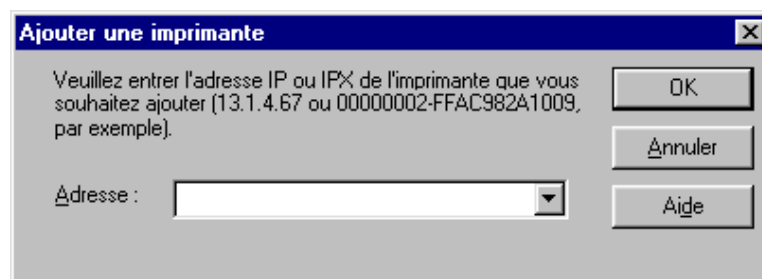 Ajouter une imprimante
Veuillez entrer l'adresse IP ou IPX de l'imprimante que vous
souhaitez ajouter (13.1.4.67 ou 00000002-FFAC982A1009,
par exemple).
OK
Annuler
Adresse :
Aide